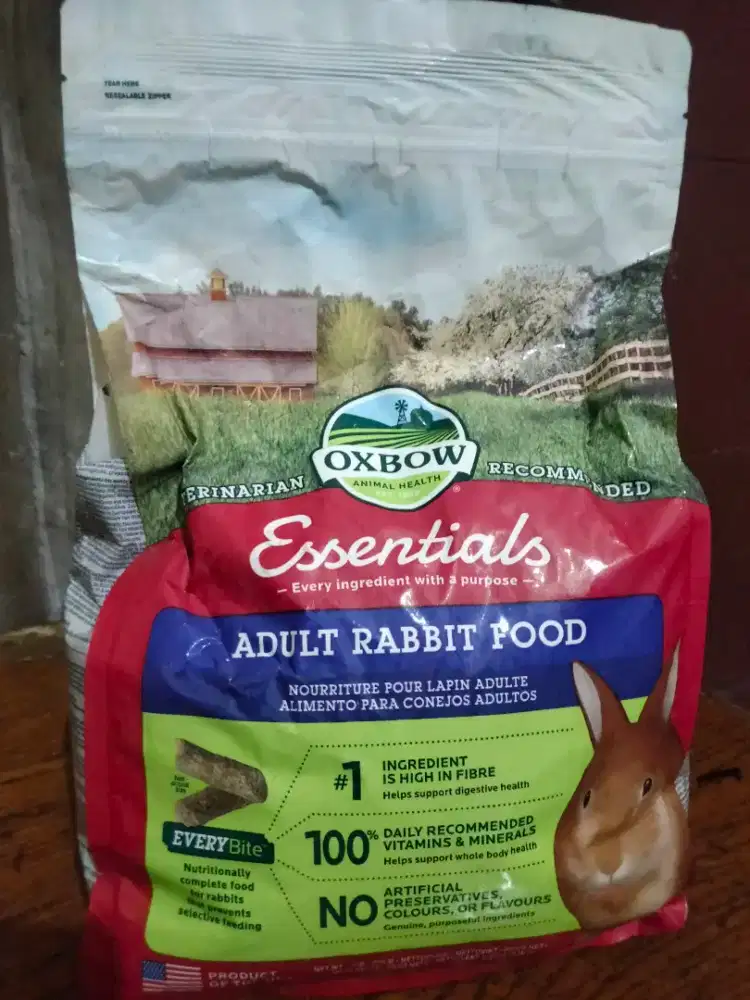 TEAR HERE
RESEALABLE ZIPPER
OXBOW
ANIMAL HEALTH
ERINARIAN
RECOMM
DED
Essentials
— Every ingredient with a purpose —
ADULT RABBIT FOOD
NOURRITURE POUR LAPIN ADULTE
ALIMENTO PARA CONEJOS ADULTOS
#1 INGREDIENT
IS HIGH IN FIBRE
Helps support digestive health
EVERYBite
Nutritionally
complete food
for rabbits
that prevents
selective feeding
100% DAILY RECOMMENDED
VITAMINS & MINERALS
Helps support whole body health
NO ARTIFICIAL
PRESERVATIVES,
COLOURS, OR FLAVOURS
Genuine, purposeful ingredients
PRODUCT